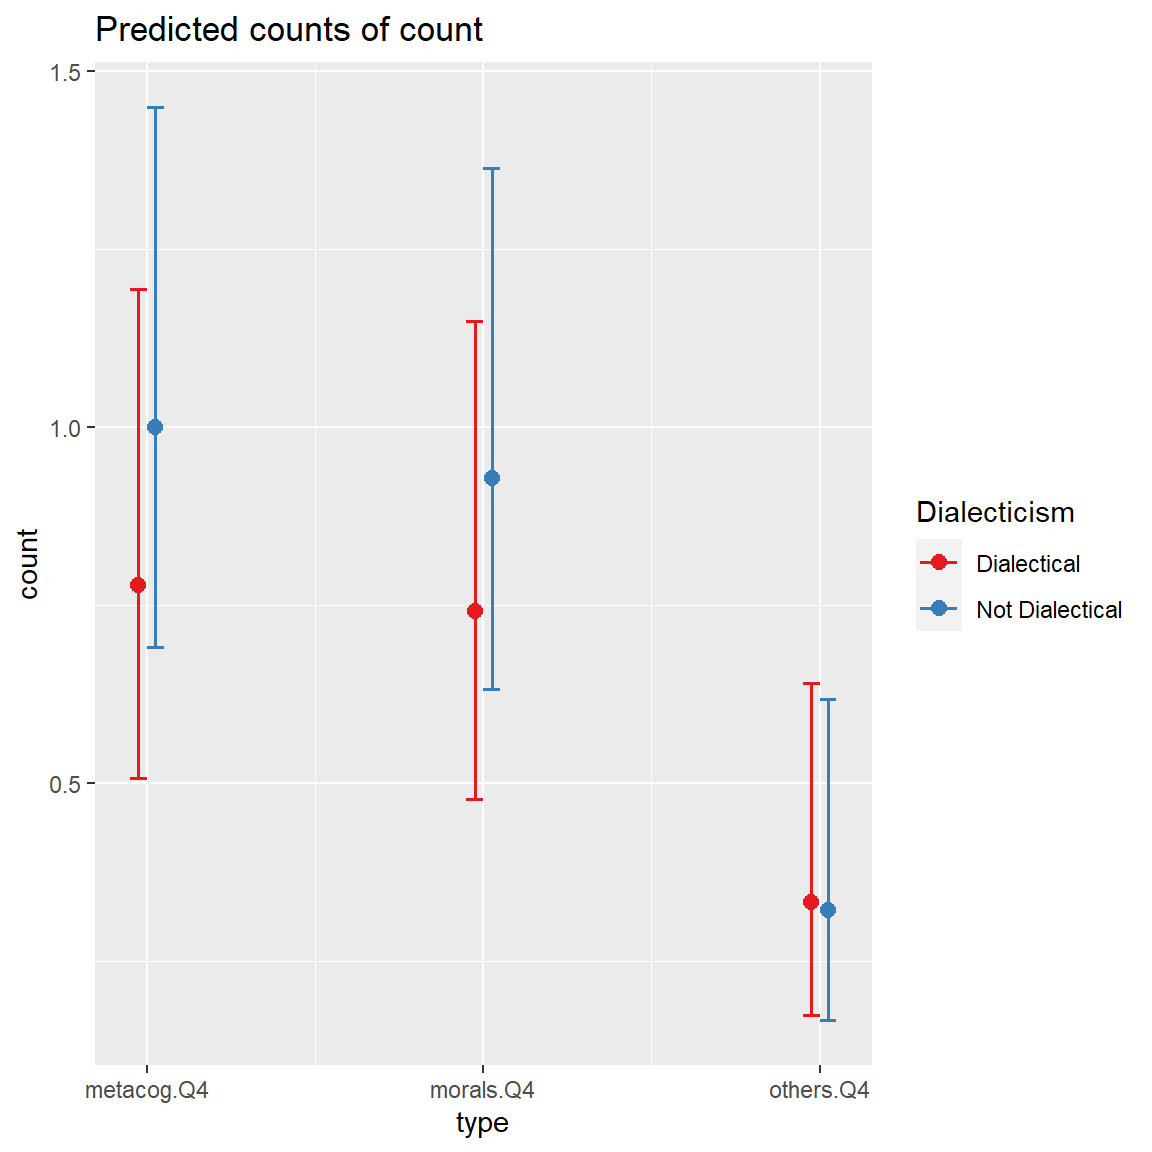 Predicted counts of count
1.5
1.0
0.5
count
metacog.Q4
morals.Q4
others.Q4
type
Dialecticism
Dialectical
Not Dialectical